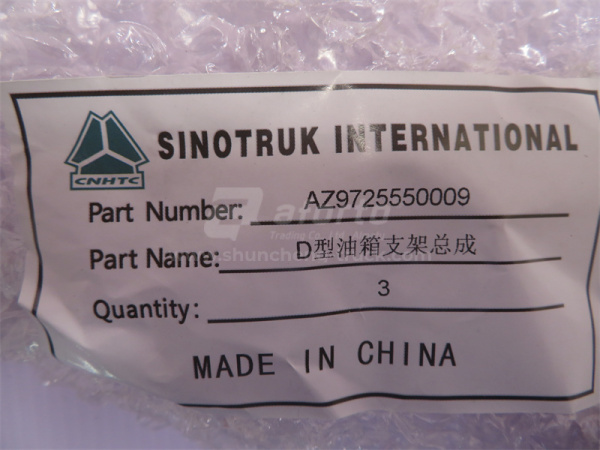 SINOTRUK INTERNATIONAL
CNHTC
Part Number: AZ9725550009
Part Name: D型油箱支架总成
Quantity: 3
MADE IN CHINA